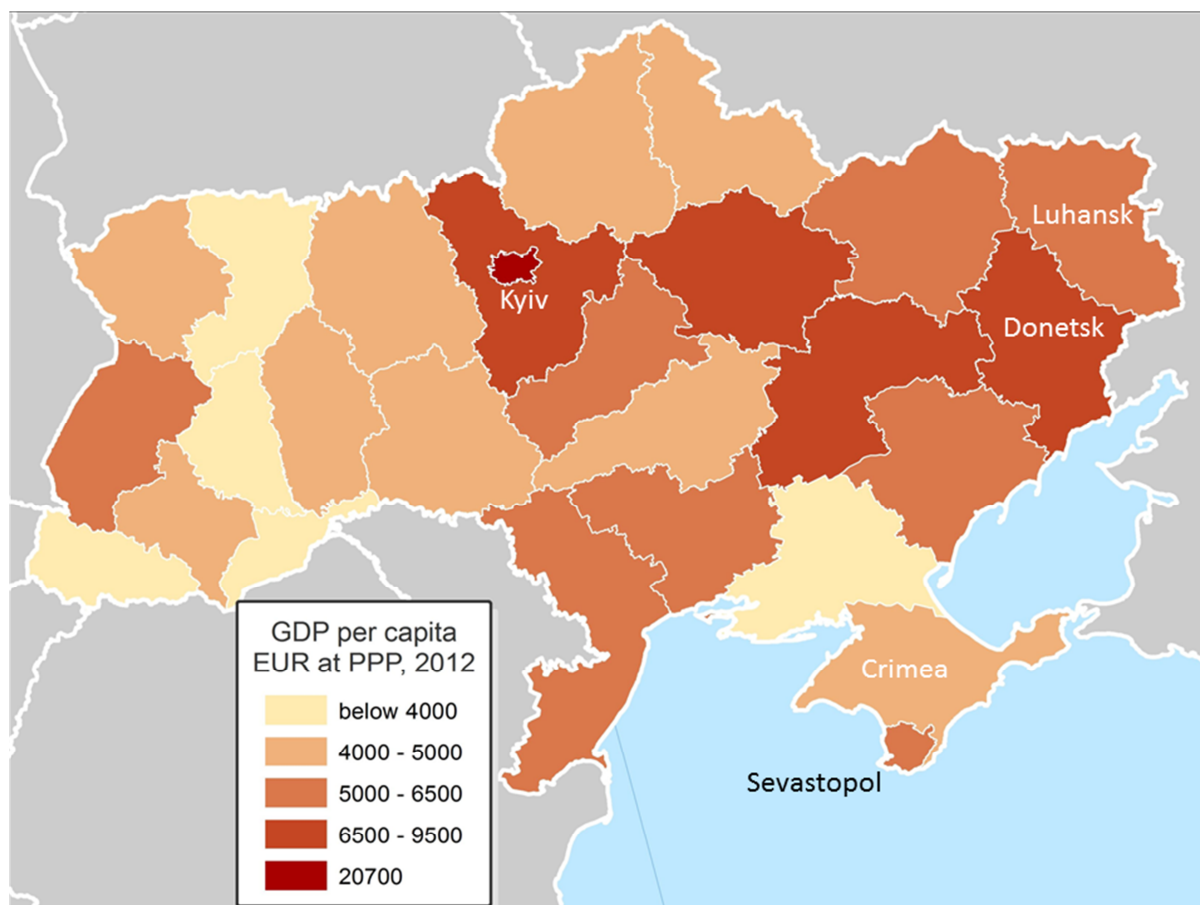 Luhansk
Kyiv
Donetsk
Crimea
Sevastopol
GDP per capita
EUR at PPP, 2012
below 4000
4000 - 5000
5000 - 6500
6500 - 9500
20700